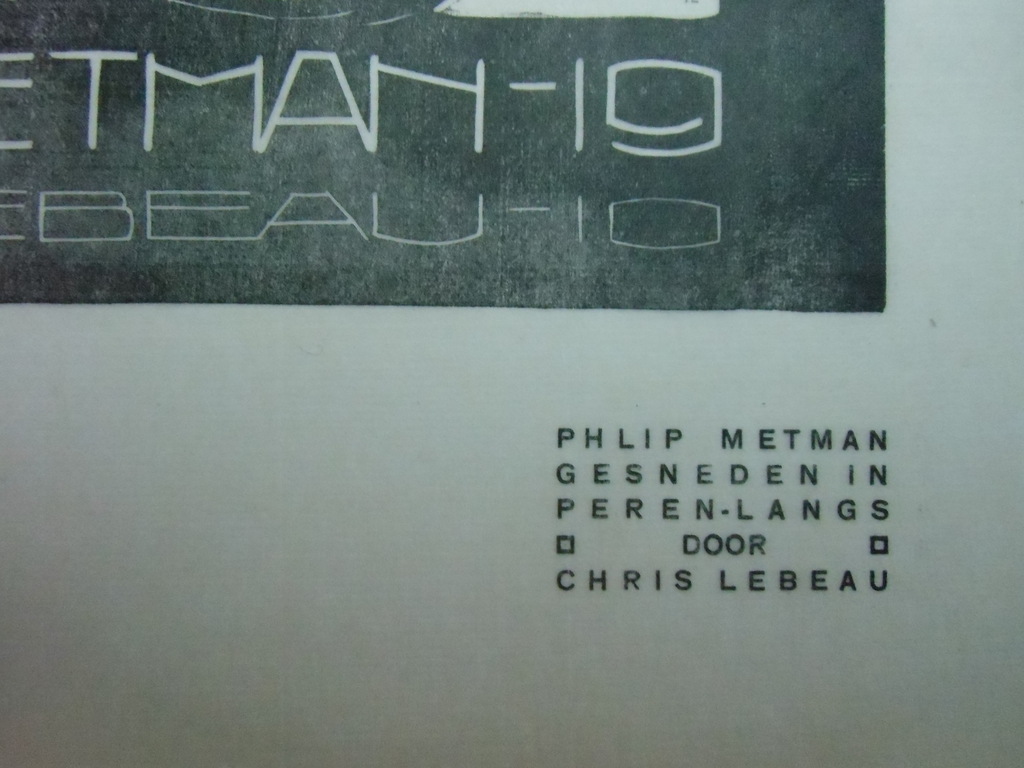 ETMAN-19
EBEAU-10
PHLIP METMAN
GESNEDEN IN
PEREN-LANGS
DOOR
CHRIS LEBEAU